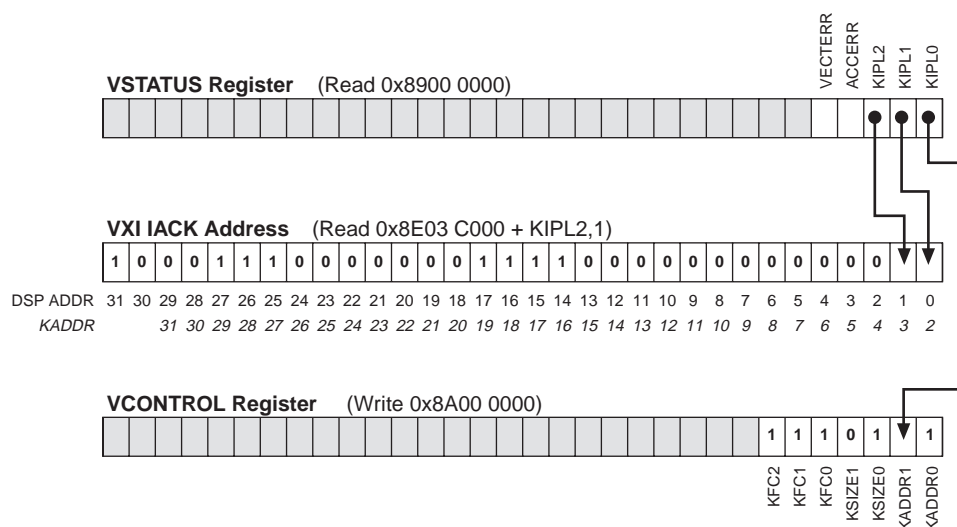 VECTERR
ACCERR
KIPL2
KIPL1
KIPL0
VSTATUS Register (Read 0x8900 0000)
VXI IACK Address (Read 0x8E03 C000 + KIPL2,1)
1 0 0 0 1 1 1 0 0 0 0 0 0 0 1 1 1 1 0 0 0 0 0 0 0 0 0 0 0 0
DSP ADDR 31 30 29 28 27 26 25 24 23 22 21 20 19 18 17 16 15 14 13 12 11 10 9 8 7 6 5 4 3 2 1 0
KADDR 31 30 29 28 27 26 25 24 23 22 21 20 19 18 17 16 15 14 13 12 11 10 9 8 7 6 5 4 3 2
VCONTROL Register (Write 0x8A00 0000)
1 1 1 0 1 1
KFC2
KFC1
KFC0
KSIZE1
KSIZE0
KADDR1
KADDR0